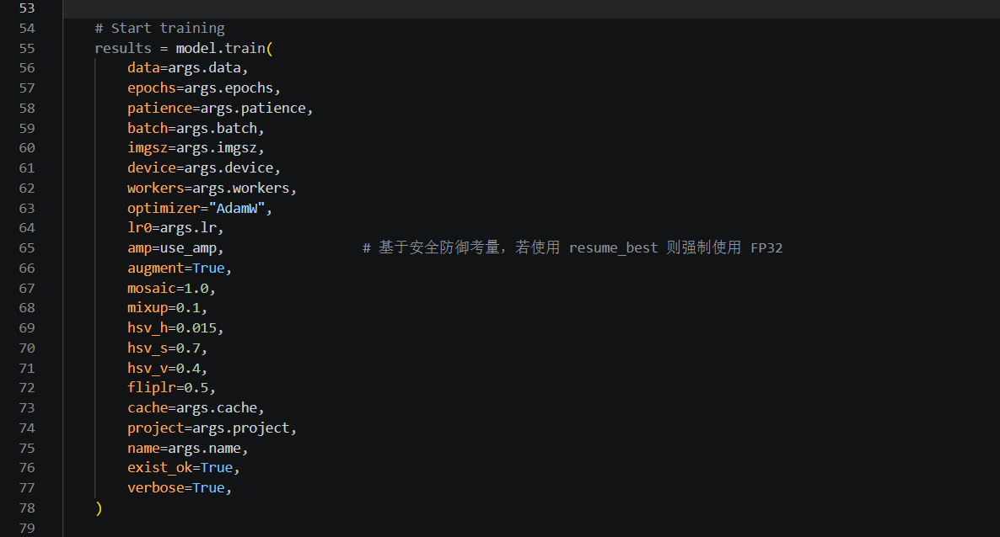 53
54 # Start training
55 results = model.train(
56 data=args.data,
57 epochs=args.epochs,
58 patience=args.patience,
59 batch=args.batch,
60 imgsz=args.imgsz,
61 device=args.device,
62 workers=args.workers,
63 optimizer="AdamW",
64 lr0=args.lr,
65 amp=use_amp, # 基于安全防御考量，若使用 resume_best 则强制使用 FP32
66 augment=True,
67 mosaic=1.0,
68 mixup=0.1,
69 hsv_h=0.015,
70 hsv_s=0.7,
71 hsv_v=0.4,
72 fliplr=0.5,
73 cache=args.cache,
74 project=args.project,
75 name=args.name,
76 exist_ok=True,
77 verbose=True,
78 )
79